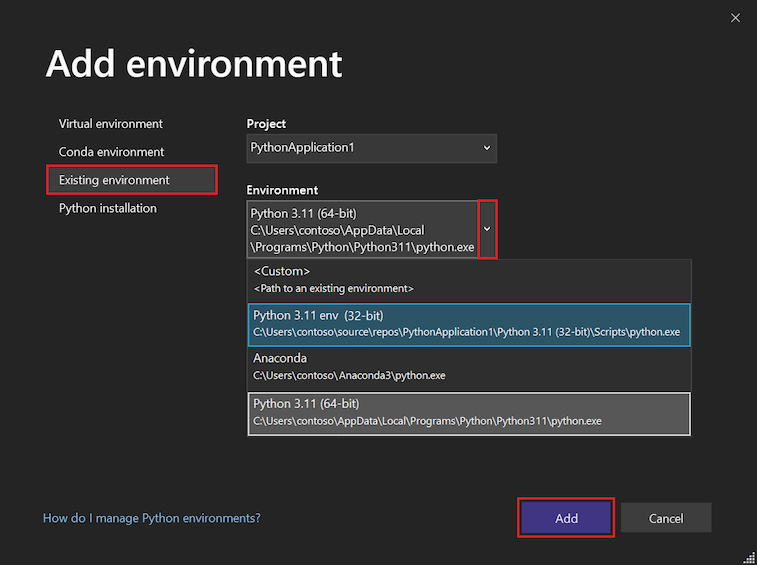 Add environment
Virtual environment
Conda environment
Existing environment
Python installation
Project
PythonApplication1
Environment
Python 3.11 (64-bit)
C:\Users\contoso\AppData\Local
\Programs\Python\Python311\python.exe
<Custom>
<Path to an existing environment>
Python 3.11 env (32-bit)
C:\Users\contoso\source\repos\PythonApplication1\Python 3.11 (32-bit)\Scripts\python.exe
Anaconda
C:\Users\contoso\Anaconda3\python.exe
Python 3.11 (64-bit)
C:\Users\contoso\AppData\Local\Programs\Python\Python311\python.exe
How do I manage Python environments?
Add
Cancel